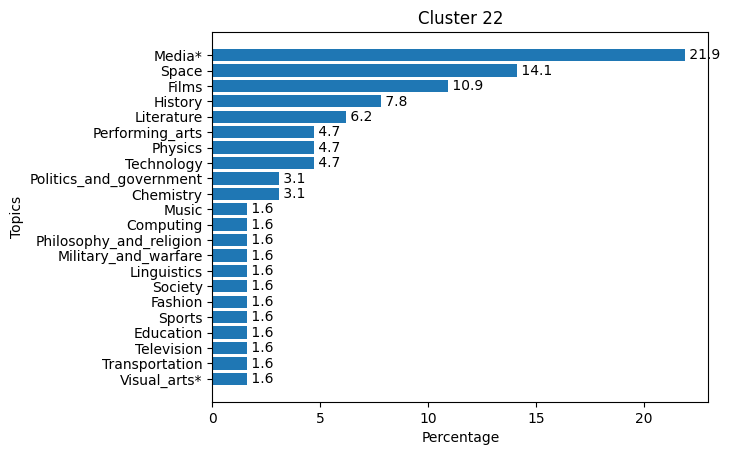 Cluster 22
Media* 21.9
Space 14.1
Films 10.9
History 7.8
Literature 6.2
Performing_arts 4.7
Physics 4.7
Technology 4.7
Politics_and_government 3.1
Chemistry 3.1
Music 1.6
Computing 1.6
Philosophy_and_religion 1.6
Military_and_warfare 1.6
Linguistics 1.6
Society 1.6
Fashion 1.6
Sports 1.6
Education 1.6
Television 1.6
Transportation 1.6
Visual_arts* 1.6
Topics
0 5 10 15 20
Percentage